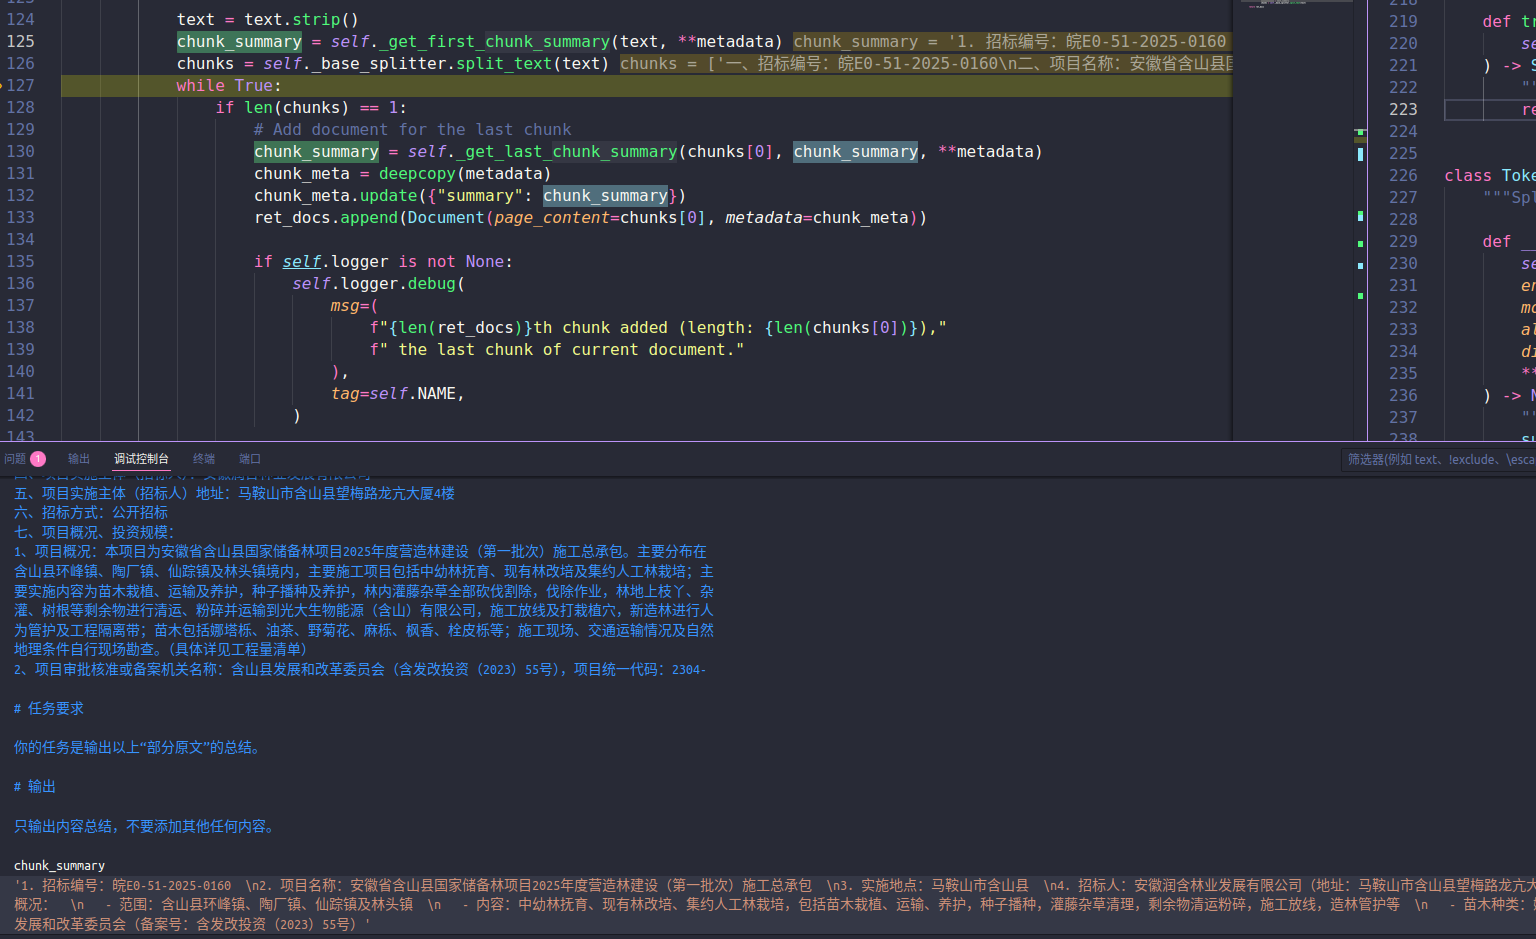 124 text = text.strip()
125 chunk_summary = self._get_first_chunk_summary(text, **metadata) chunk_summary = '1. 招标编号：皖E0-51-2025-0160
126 chunks = self._base_splitter.split_text(text) chunks = ['一、招标编号：皖E0-51-2025-0160\n二、项目名称：安徽省含山县
127 while True:
128 if len(chunks) == 1:
129 # Add document for the last chunk
130 chunk_summary = self._get_last_chunk_summary(chunks[0], chunk_summary, **metadata)
131 chunk_meta = deepcopy(metadata)
132 chunk_meta.update({"summary": chunk_summary})
133 ret_docs.append(Document(page_content=chunks[0], metadata=chunk_meta))
134
135 if self.logger is not None:
136 self.logger.debug(
137 msg=(
138 f"{len(ret_docs)}th chunk added (length: {len(chunks[0])}),"
139 f" the last chunk of current document."
140 ),
141 tag=self.NAME,
142 )
143
219 def tr
220 se
221 ) -> S
222 ""
223 re
224
225
226 class Toke
227 """Spl
228
229 def __
230 se
231 er
232 mo
233 al
234 di
235 **
236 ) -> N
237 ""
238 su
问题 1 输出 调试控制台 终端 端口 筛选器(例如 text、!exclude、\esca
五、项目实施主体（招标人）地址：马鞍山市含山县望梅路龙亢大厦4楼
六、招标方式：公开招标
七、项目概况、投资规模：
1、项目概况：本项目为安徽省含山县国家储备林项目2025年度营造林建设（第一批次）施工总承包。主要分布在
含山县环峰镇、陶厂镇、仙踪镇及林头镇境内，主要施工项目包括中幼林抚育、现有林改培及集约人工林栽培；主
要实施内容为苗木栽植、运输及养护，种子播种及养护，林内灌藤杂草全部砍伐割除，伐除作业，林地上枝丫、杂
灌、树根等剩余物进行清运、粉碎并运输到光大生物能源（含山）有限公司，施工放线及打栽植穴，新造林进行人
为管护及工程隔离带；苗木包括娜塔栎、油茶、野菊花、麻栎、枫香、栓皮栎等；施工现场、交通运输情况及自然
地理条件自行现场勘查。（具体详见工程量清单）
2、项目审批核准或备案机关名称：含山县发展和改革委员会（含发改投资〔2023〕55号），项目统一代码：2304-
# 任务要求
你的任务是输出以上“部分原文”的总结。
# 输出
只输出内容总结，不要添加其他任何内容。
chunk_summary
'1. 招标编号：皖E0-51-2025-0160  \n2. 项目名称：安徽省含山县国家储备林项目2025年度营造林建设（第一批次）施工总承包  \n3. 实施地点：马鞍山市含山县  \n4. 招标人：安徽润含林业发展有限公司（地址：马鞍山市含山县望梅路龙亢大
概况：  \n   - 范围：含山县环峰镇、陶厂镇、仙踪镇及林头镇  \n   - 内容：中幼林抚育、现有林改培、集约人工林栽培，包括苗木栽植、运输、养护，种子播种，灌藤杂草清理，剩余物清运粉碎，施工放线，造林管护等  \n   - 苗木种类：
发展和改革委员会（备案号：含发改投资〔2023〕55号）'